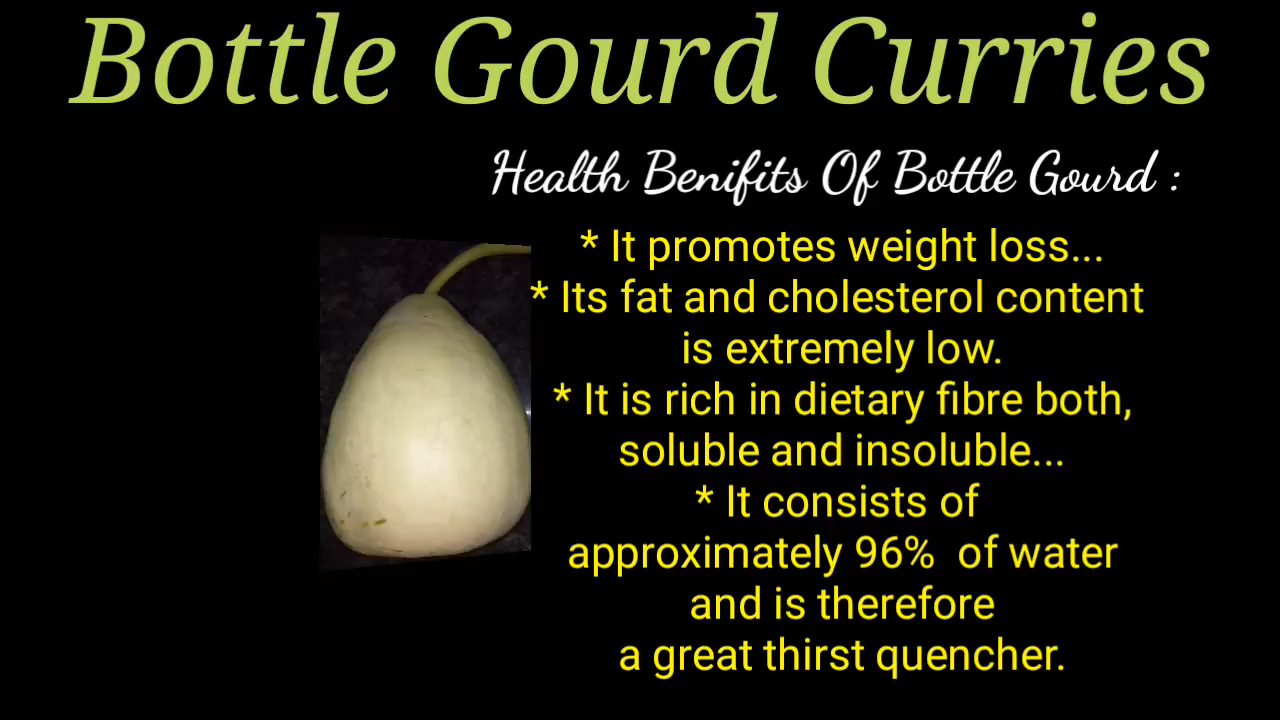 Bottle Gourd Curries
Health Benifits Of Bottle Gourd :
* It promotes weight loss...
* Its fat and cholesterol content
is extremely low.
* It is rich in dietary fibre both,
soluble and insoluble...
* It consists of
approximately 96%  of water
and is therefore
a great thirst quencher.